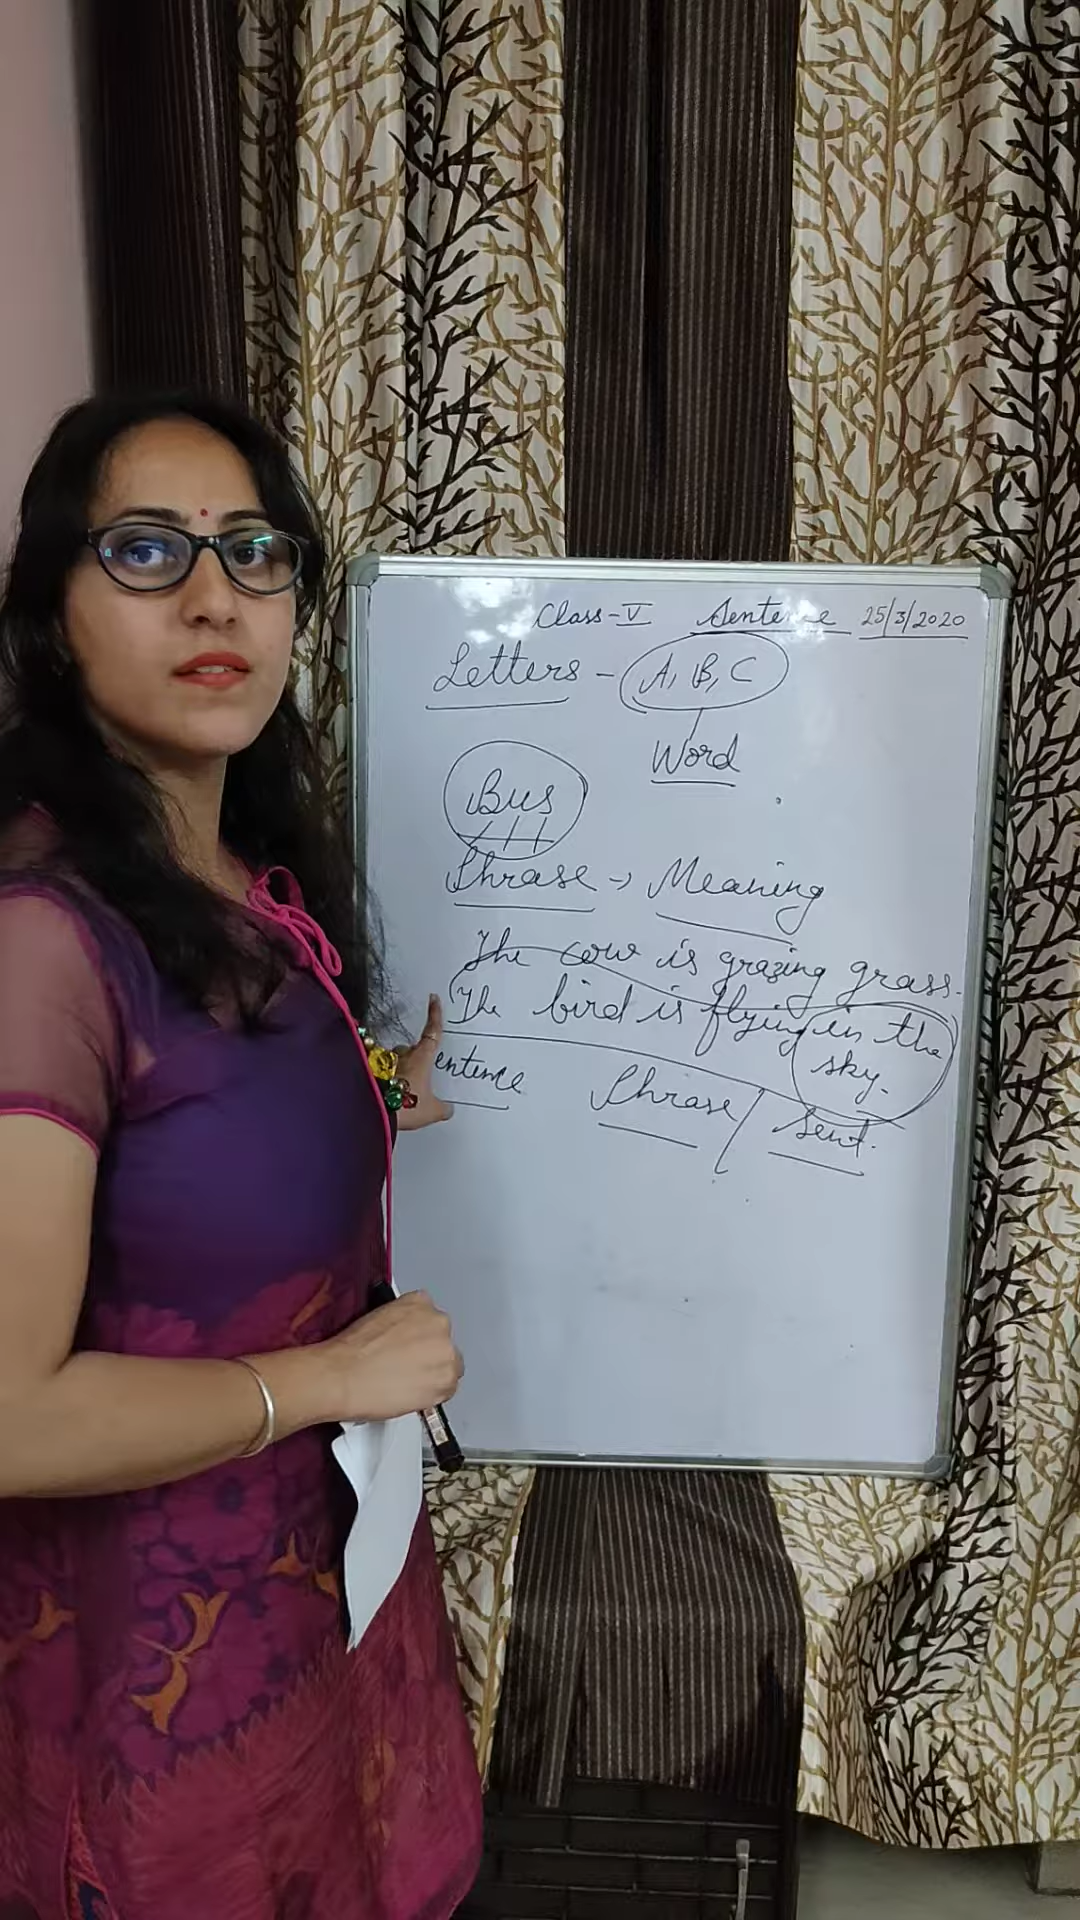 Class-V Sentence 25/3/2020
Letters - A, B, C
Word
Bus
Phrase -> Meaning
The cow is grazing grass.
The bird is flying in the
sky.
entence Phrase / Sent.